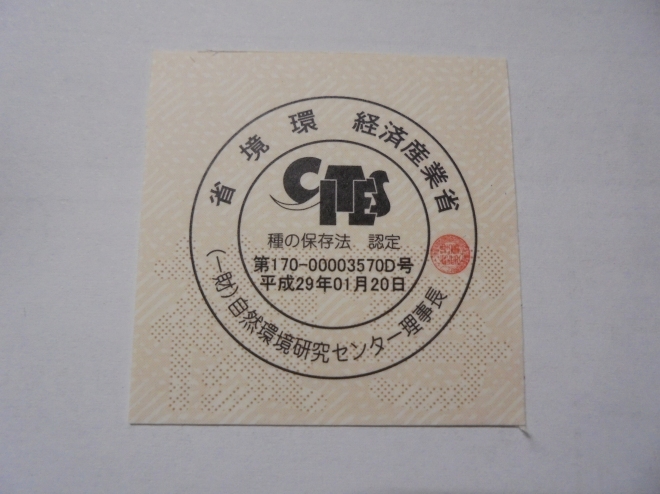 省境環 経済産業省
CITES
種の保存法 認定
第170-00003570D号
平成29年01月20日
(一財)自然環境研究センター理事長